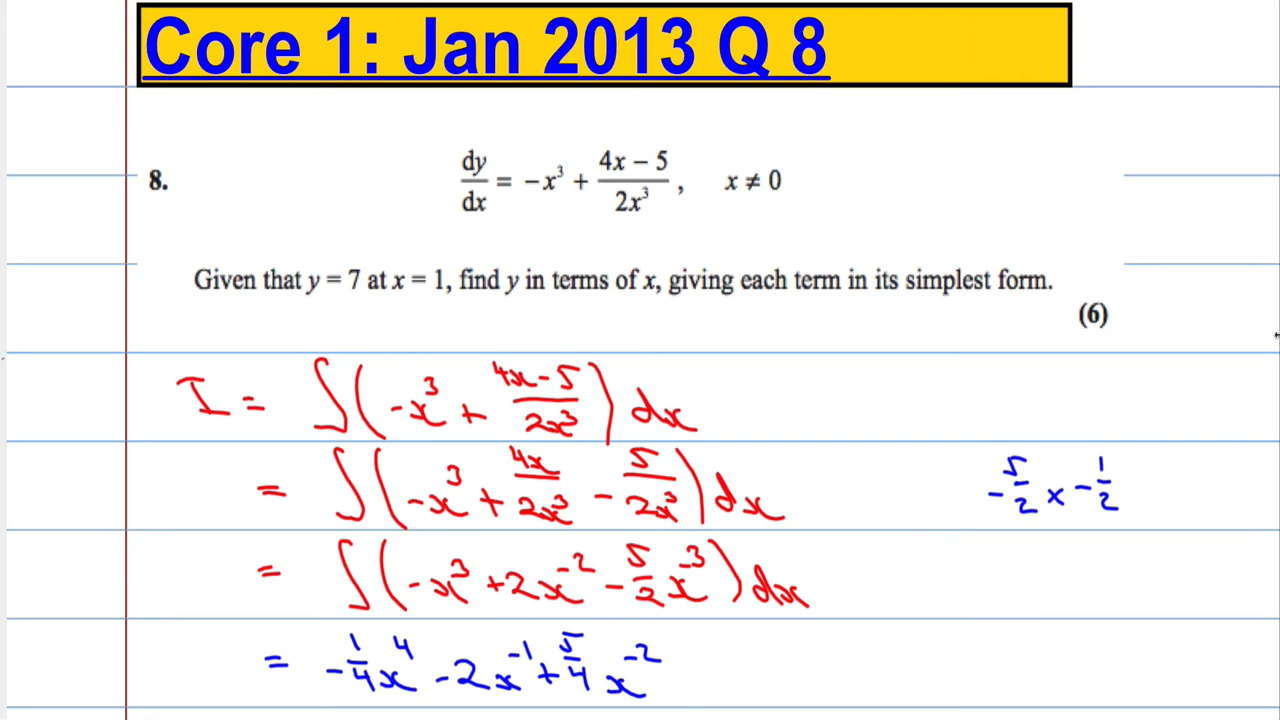 Core 1: Jan 2013 Q 8
8. dy/dx = -x³ + (4x - 5)/(2x³), x ≠ 0
Given that y = 7 at x = 1, find y in terms of x, giving each term in its simplest form.
(6)
I = ∫(-x³ + (4x-5)/(2x³)) dx
= ∫(-x³ + 4x/(2x³) - 5/(2x³)) dx
-5/2 × -1/2
= ∫(-x³ + 2x⁻² - 5/2 x⁻³) dx
= -1/4 x⁴ - 2x⁻¹ + 5/4 x⁻²